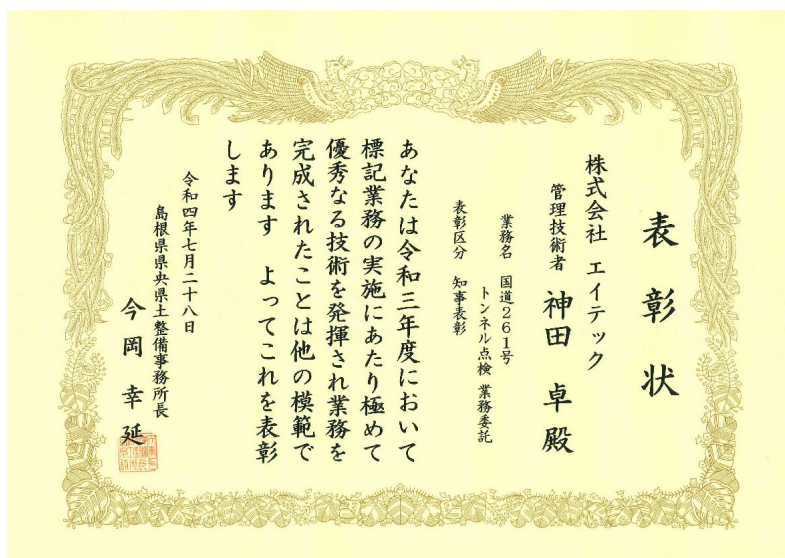 表彰状
株式会社 エイテック
管理技術者 神田 卓 殿
業務名 国道261号
トンネル点検 業務委託
表彰区分 知事表彰
あなたは令和三年度において
標記業務の実施にあたり極めて
優秀なる技術を発揮され業務を
完成されたことは他の模範で
あります よってこれを表彰
します
令和四年七月二十八日
島根県県央県土整備事務所長
今岡 幸延